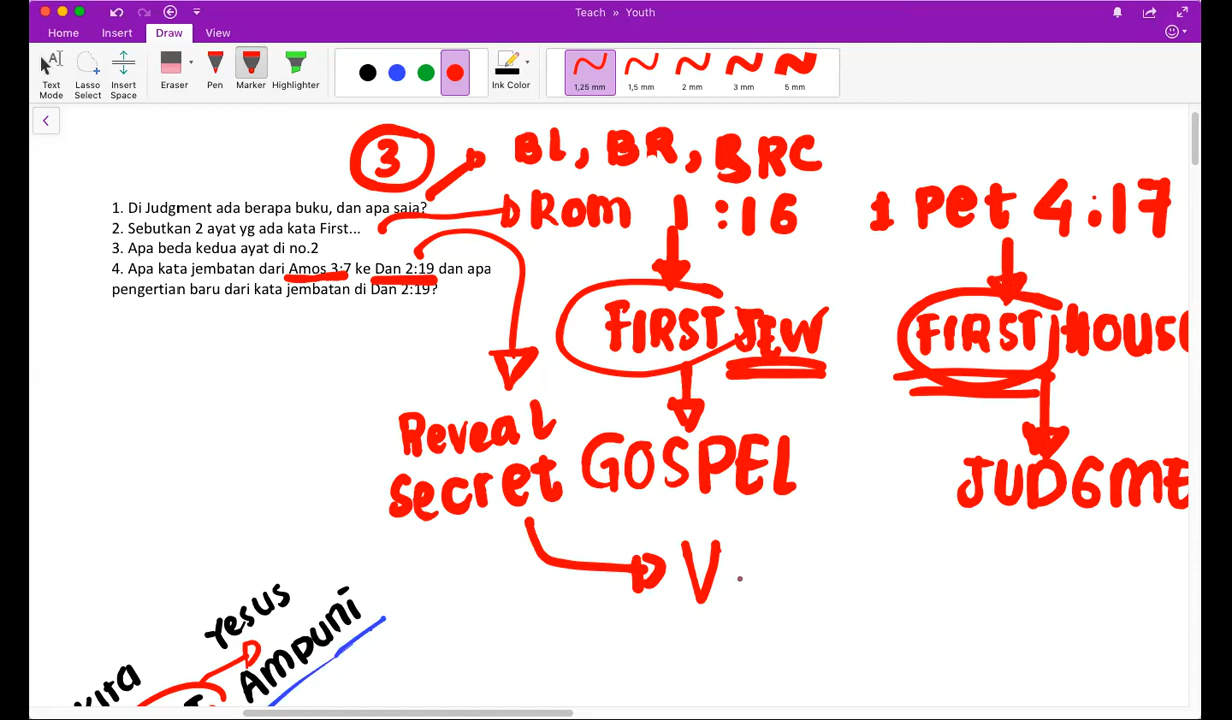 Teach » Youth
Home Insert Draw View
Text Mode
Lasso Select
Insert Space
Eraser
Pen
Marker
Highlighter
Ink Color
1,25 mm
1,5 mm
2 mm
3 mm
5 mm
3
BL, BR, BRC
1. Di Judgment ada berapa buku, dan apa saja?
2. Sebutkan 2 ayat yg ada kata First...
3. Apa beda kedua ayat di no.2
4. Apa kata jembatan dari Amos 3:7 ke Dan 2:19 dan apa
pengertian baru dari kata jembatan di Dan 2:19?
Rom 1:16
1 Pet 4:17
FIRST JEW
FIRST HOUS
Reveal
secret
GOSPEL
JUDGME
V
Yesus
Ampuni
kita